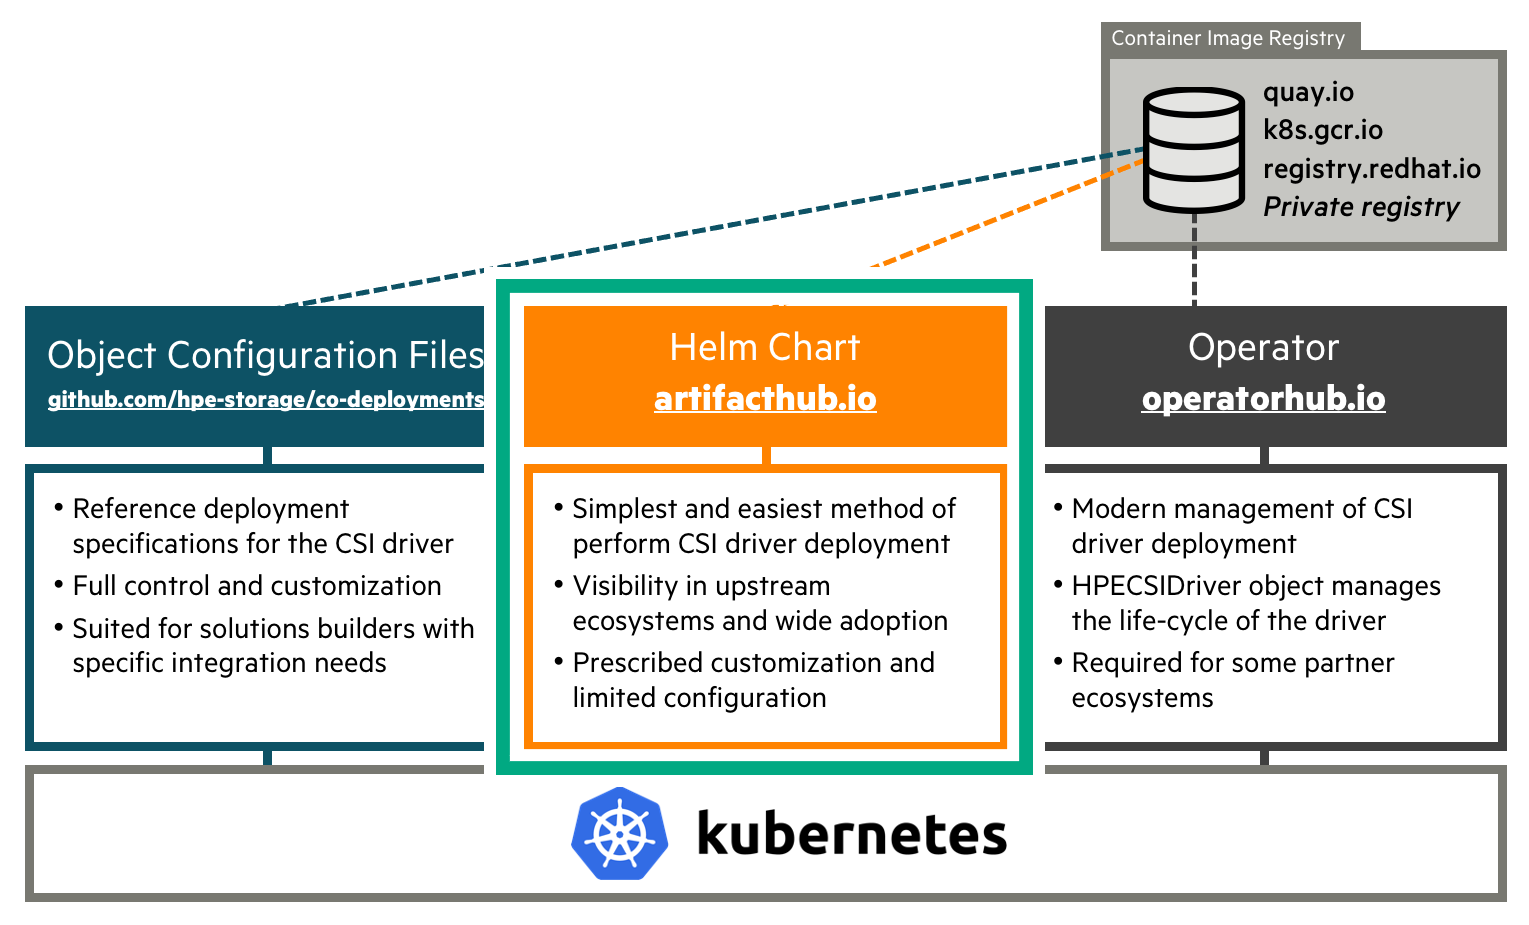 Container Image Registry
quay.io
k8s.gcr.io
registry.redhat.io
Private registry
Object Configuration Files
github.com/hpe-storage/co-deployments
• Reference deployment
specifications for the CSI driver
• Full control and customization
• Suited for solutions builders with
specific integration needs
Helm Chart
artifacthub.io
• Simplest and easiest method of
perform CSI driver deployment
• Visibility in upstream
ecosystems and wide adoption
• Prescribed customization and
limited configuration
Operator
operatorhub.io
• Modern management of CSI
driver deployment
• HPECSIDriver object manages
the life-cycle of the driver
• Required for some partner
ecosystems
kubernetes